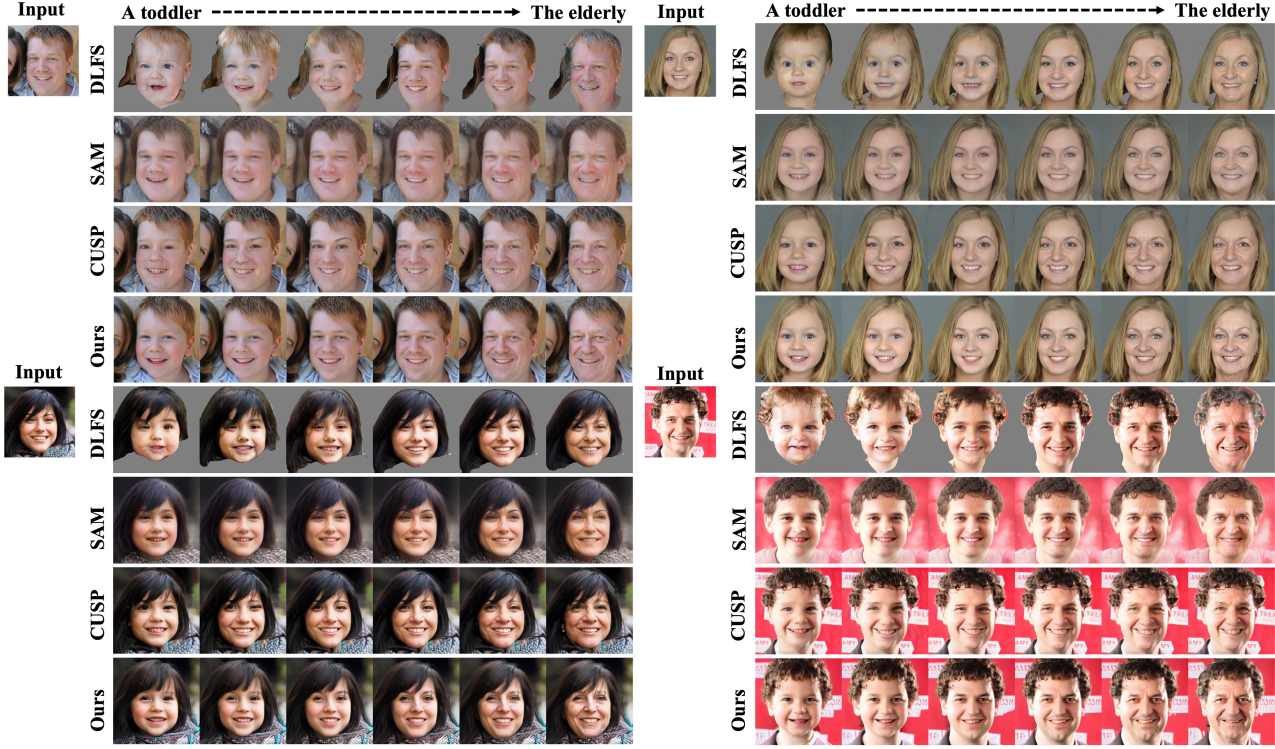 Input
A toddler
The elderly
DLFS
SAM
CUSP
Ours
Input
A toddler
The elderly
DLFS
SAM
CUSP
Ours
Input
DLFS
SAM
CUSP
Ours
Input
DLFS
SAM
CUSP
Ours